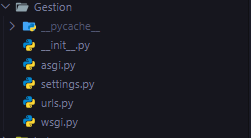 Gestion
__pycache__
__init__.py
asgi.py
settings.py
urls.py
wsgi.py